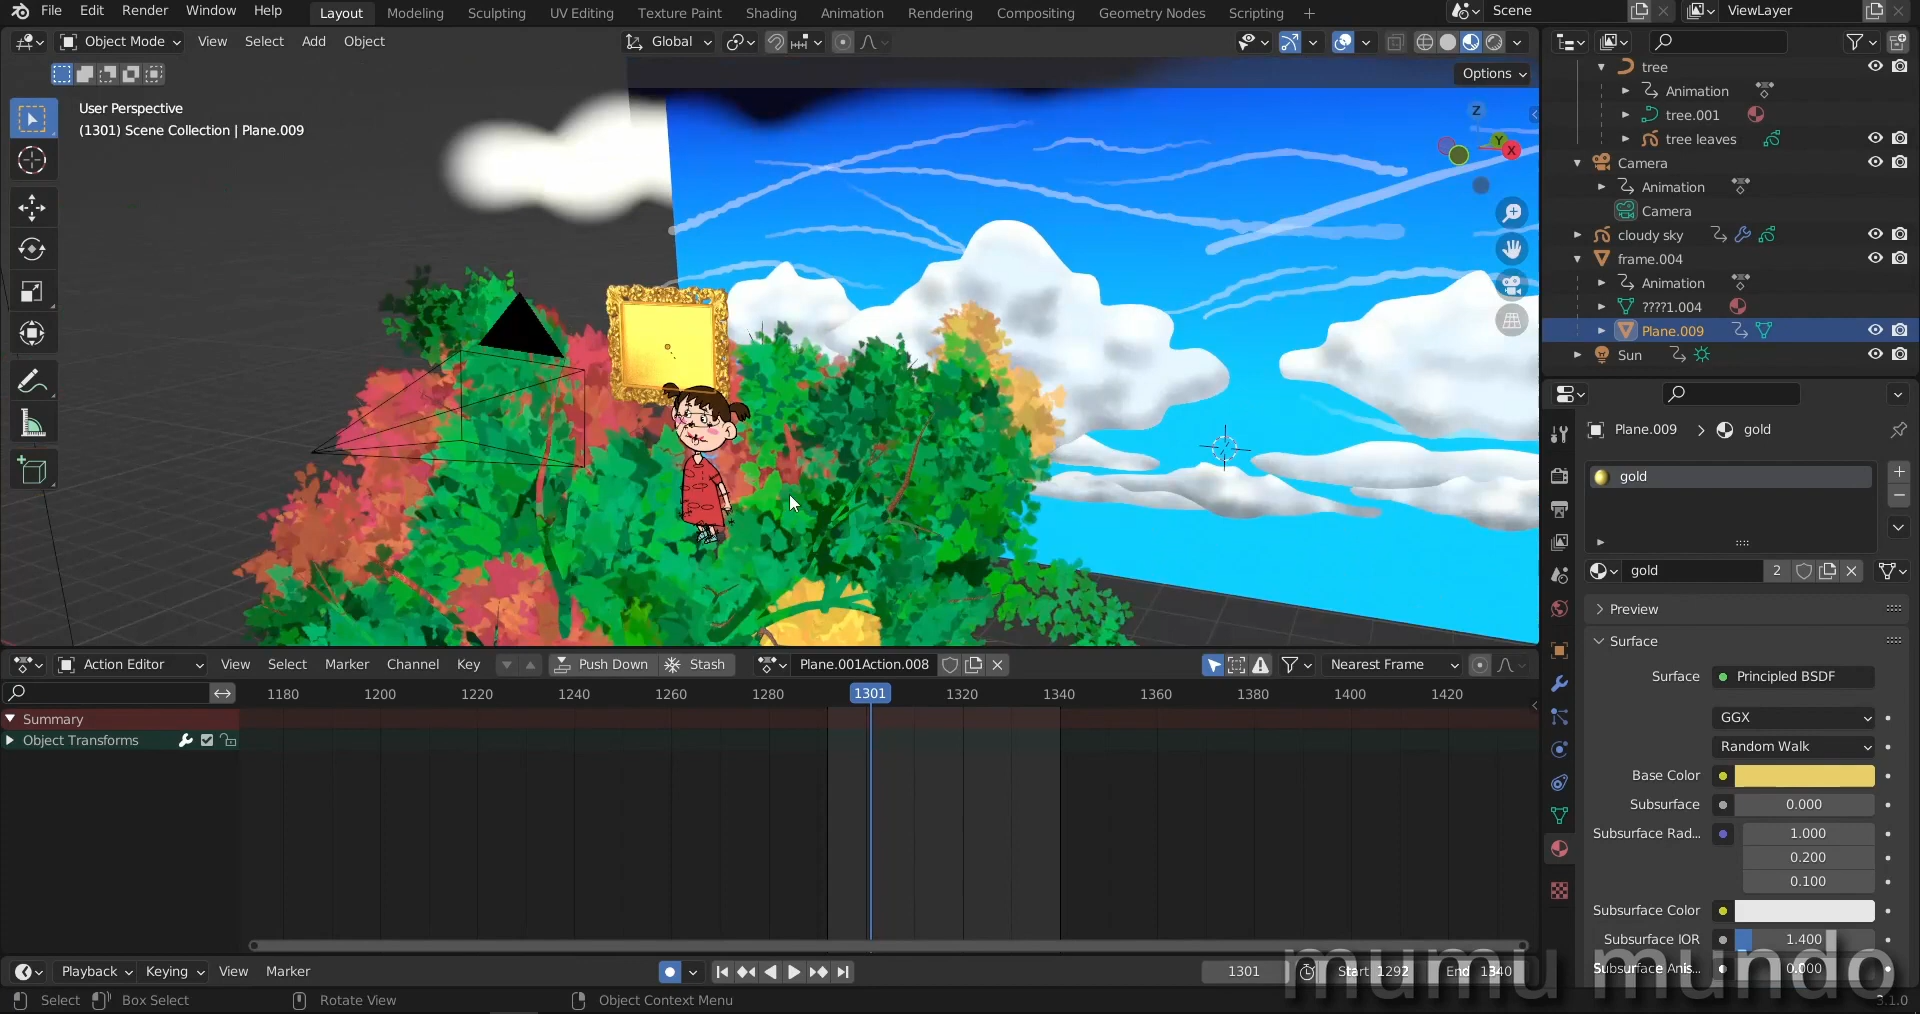 File Edit Render Window Help Layout Modeling Sculpting UV Editing Texture Paint Shading Animation Rendering Compositing Geometry Nodes Scripting + Scene ViewLayer
Object Mode View Select Add Object Global
Options
User Perspective
(1301) Scene Collection | Plane.009
Z
Y
X
tree
Animation
tree.001
tree leaves
Camera
Animation
Camera
cloudy sky
frame.004
Animation
????1.004
Plane.009
Sun
Plane.009 > gold
gold
gold 2
Preview
Surface
Surface Principled BSDF
GGX
Random Walk
Base Color
Subsurface 0.000
Subsurface Rad... 1.000
0.200
0.100
Subsurface Color
Subsurface IOR 1.400
Subsurface Anis... 0.000
Action Editor View Select Marker Channel Key Push Down Stash Plane.001Action.008 Nearest Frame
1180 1200 1220 1240 1260 1280 1301 1320 1340 1360 1380 1400 1420
Summary
Object Transforms
Playback Keying View Marker 1301 Start 1292 End 1340
mumu mundo
Select Box Select Rotate View Object Context Menu 3.1.0